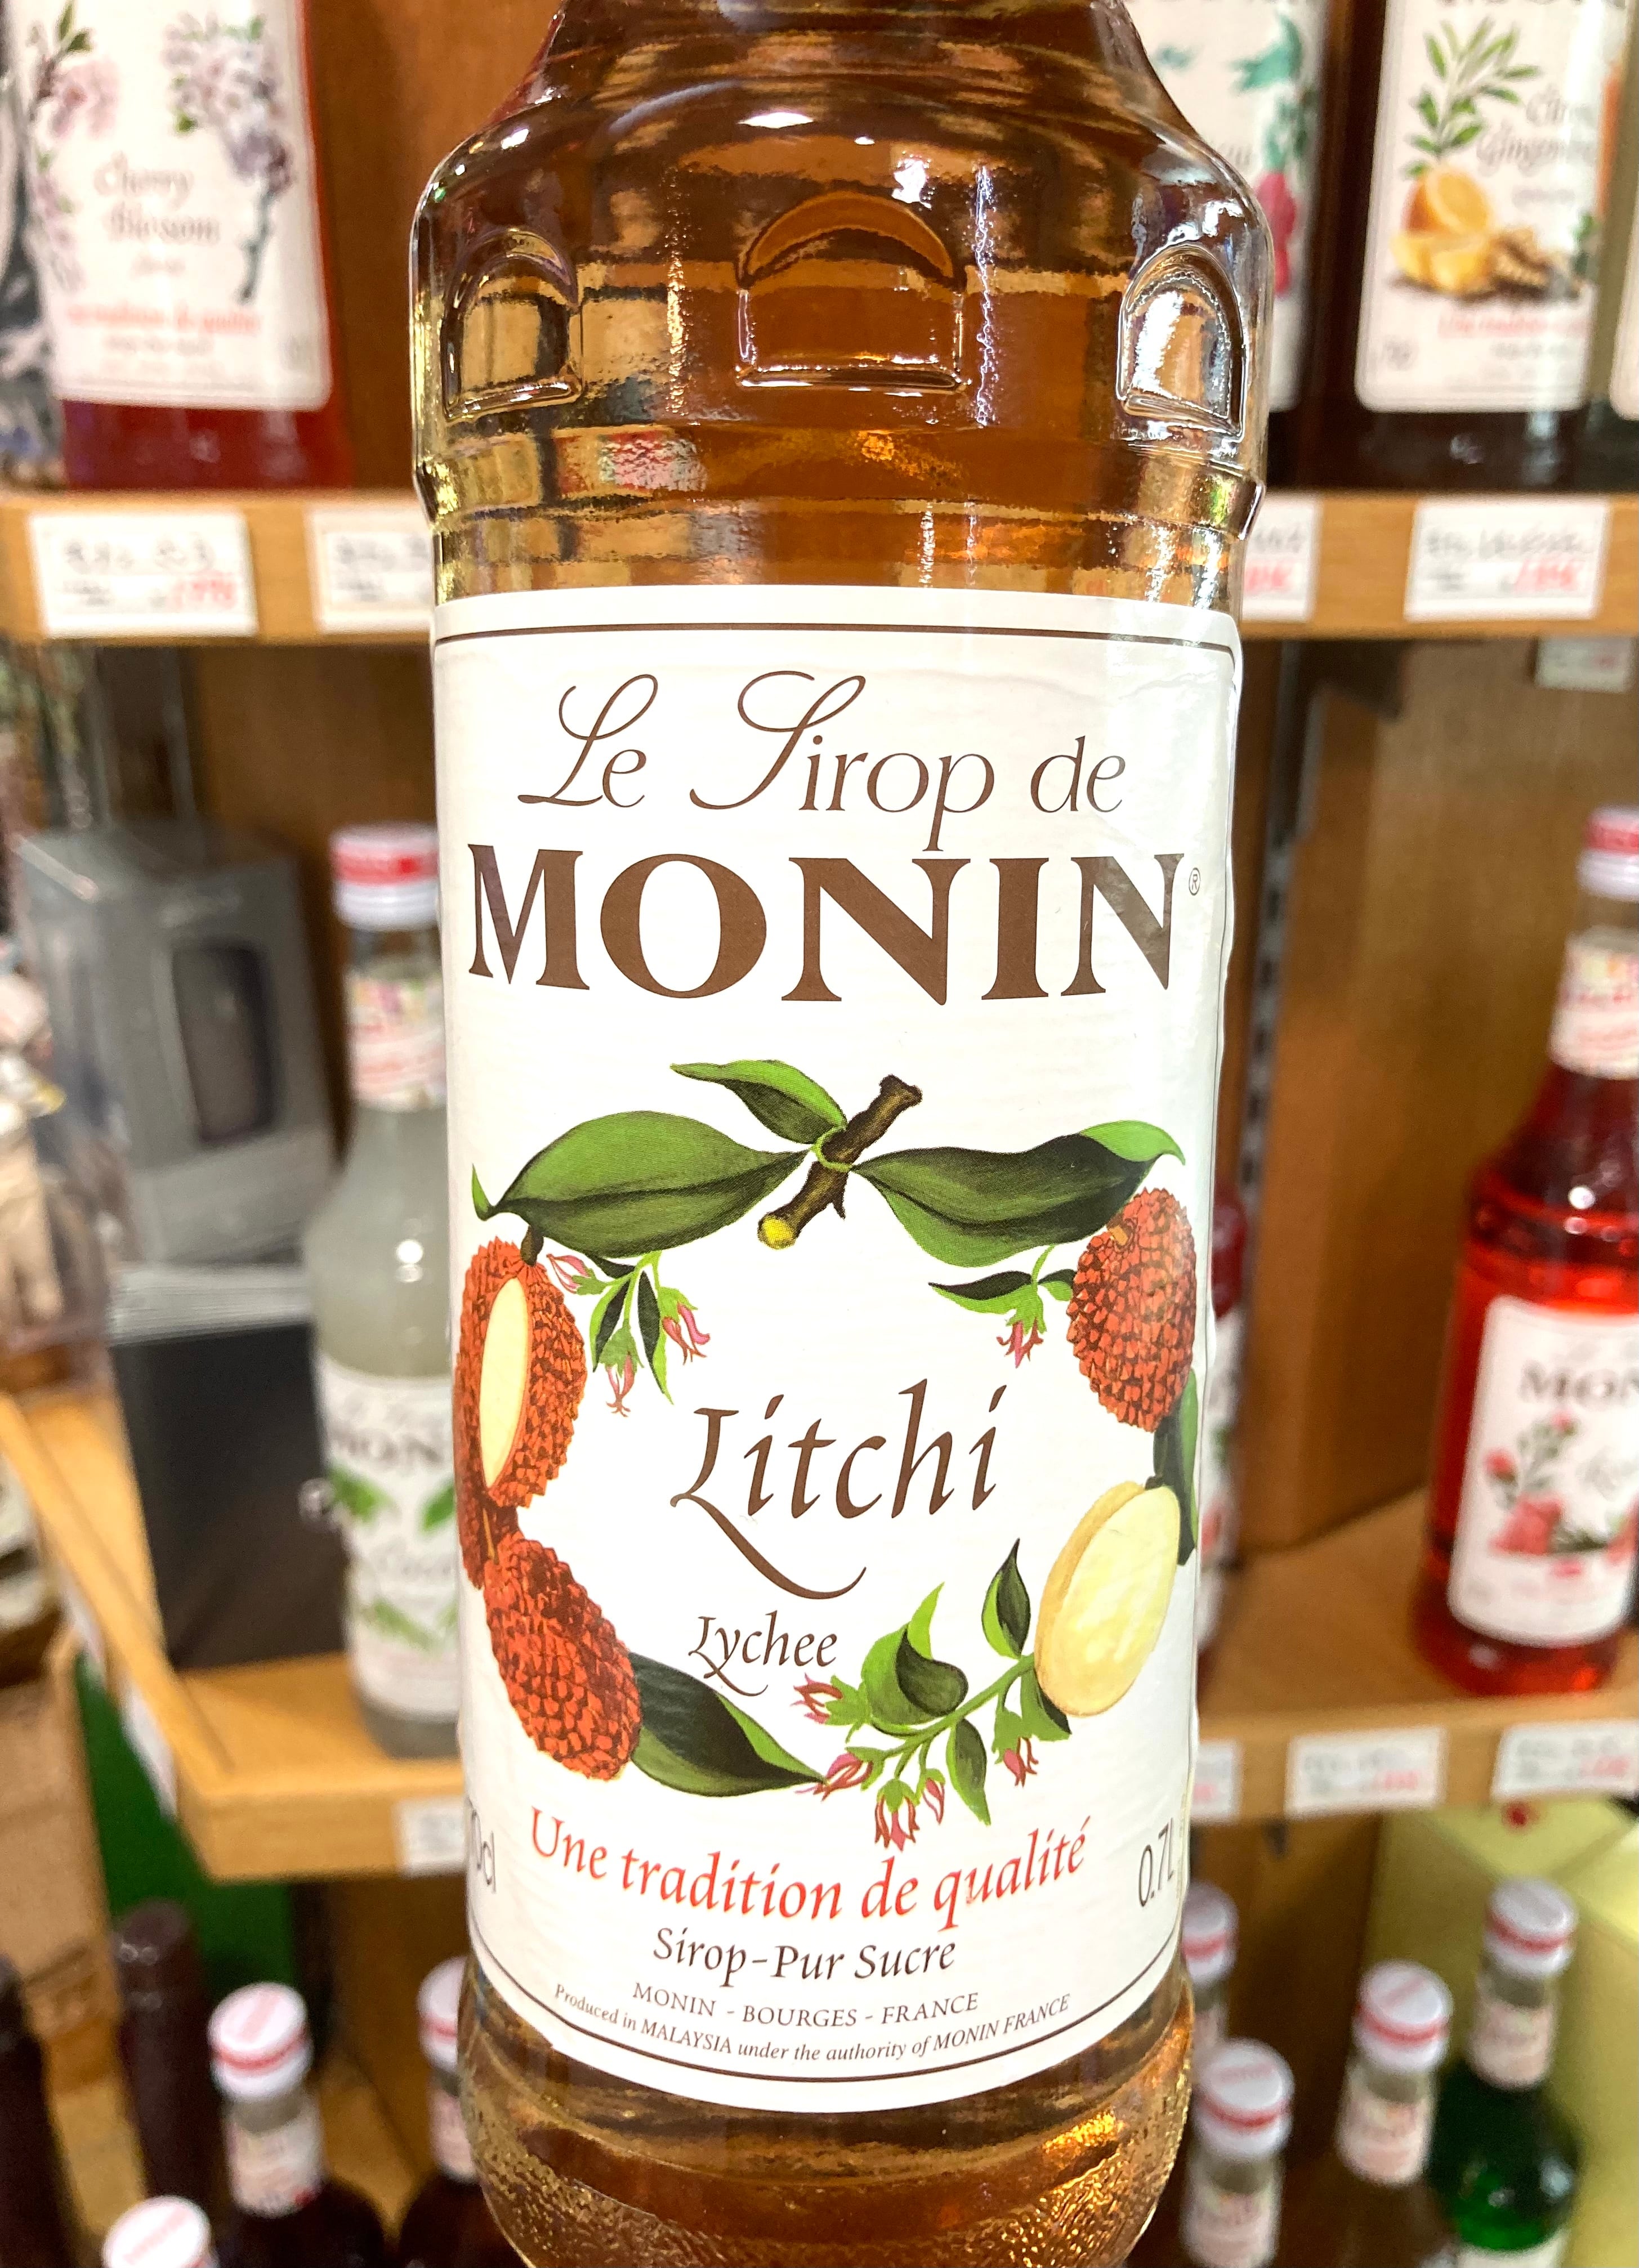 Cherry
Blossom
Le Sirop de
MONIN®
Litchi
Lychee
Une tradition de qualité
0.7L
Sirop-Pur Sucre
MONIN - BOURGES - FRANCE
Produced in MALAYSIA under the authority of MONIN FRANCE